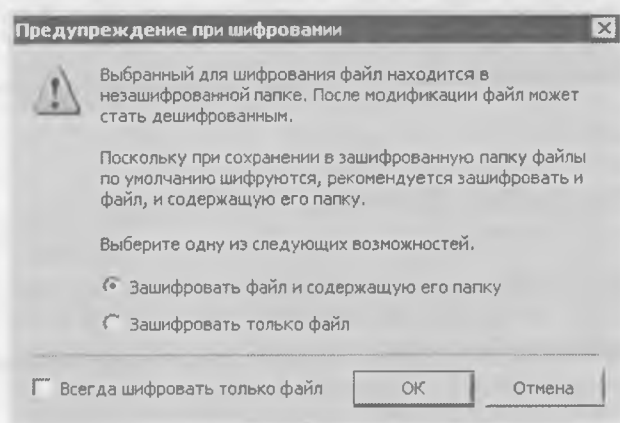 Предупреждение при шифровании
Выбранный для шифрования файл находится в
незашифрованной папке. После модификации файл может
стать дешифрованным.
Поскольку при сохранении в зашифрованную папку файлы
по умолчанию шифруются, рекомендуется зашифровать и
файл, и содержащую его папку.
Выберите одну из следующих возможностей.
Зашифровать файл и содержащую его папку
Зашифровать только файл
Всегда шифровать только файл
ОК
Отмена